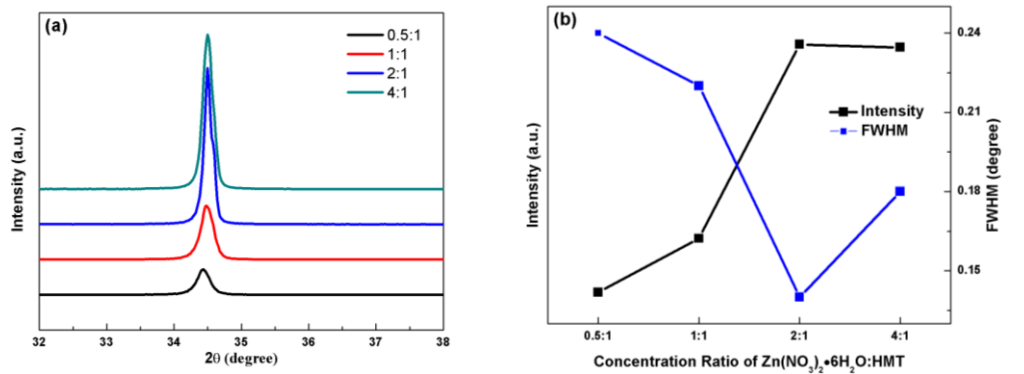 (a)
0.5:1
1:1
2:1
4:1
Intensity (a.u.)
32 33 34 35 36 37 38
2θ (degree)
(b)
Intensity
FWHM
Intensity (a.u.)
0.24
0.21
0.18
0.15
FWHM (degree)
0.5:1 1:1 2:1 4:1
Concentration Ratio of Zn(NO₃)₂•6H₂O:HMT